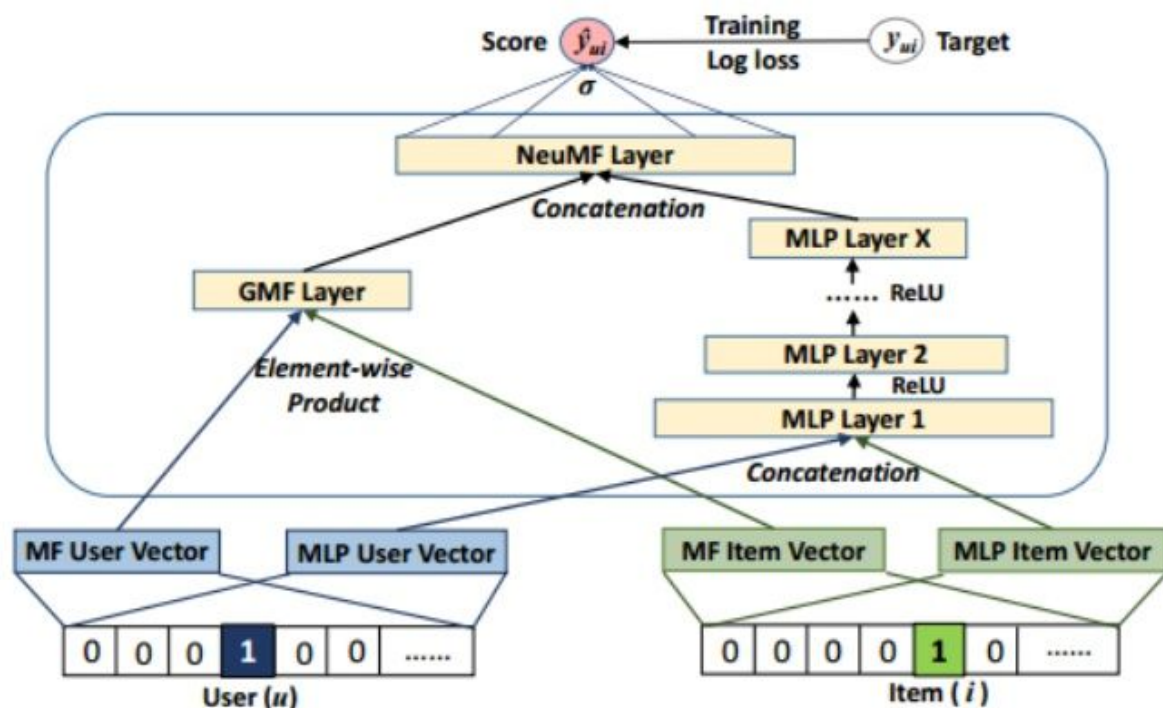 Score ŷui Training yui Target
Log loss
σ
NeuMF Layer
Concatenation
MLP Layer X
GMF Layer
...... ReLU
Element-wise
Product
MLP Layer 2
ReLU
MLP Layer 1
Concatenation
MF User Vector MLP User Vector MF Item Vector MLP Item Vector
0 0 0 1 0 0 ...... 0 0 0 0 1 0 ......
User (u) Item ( i )